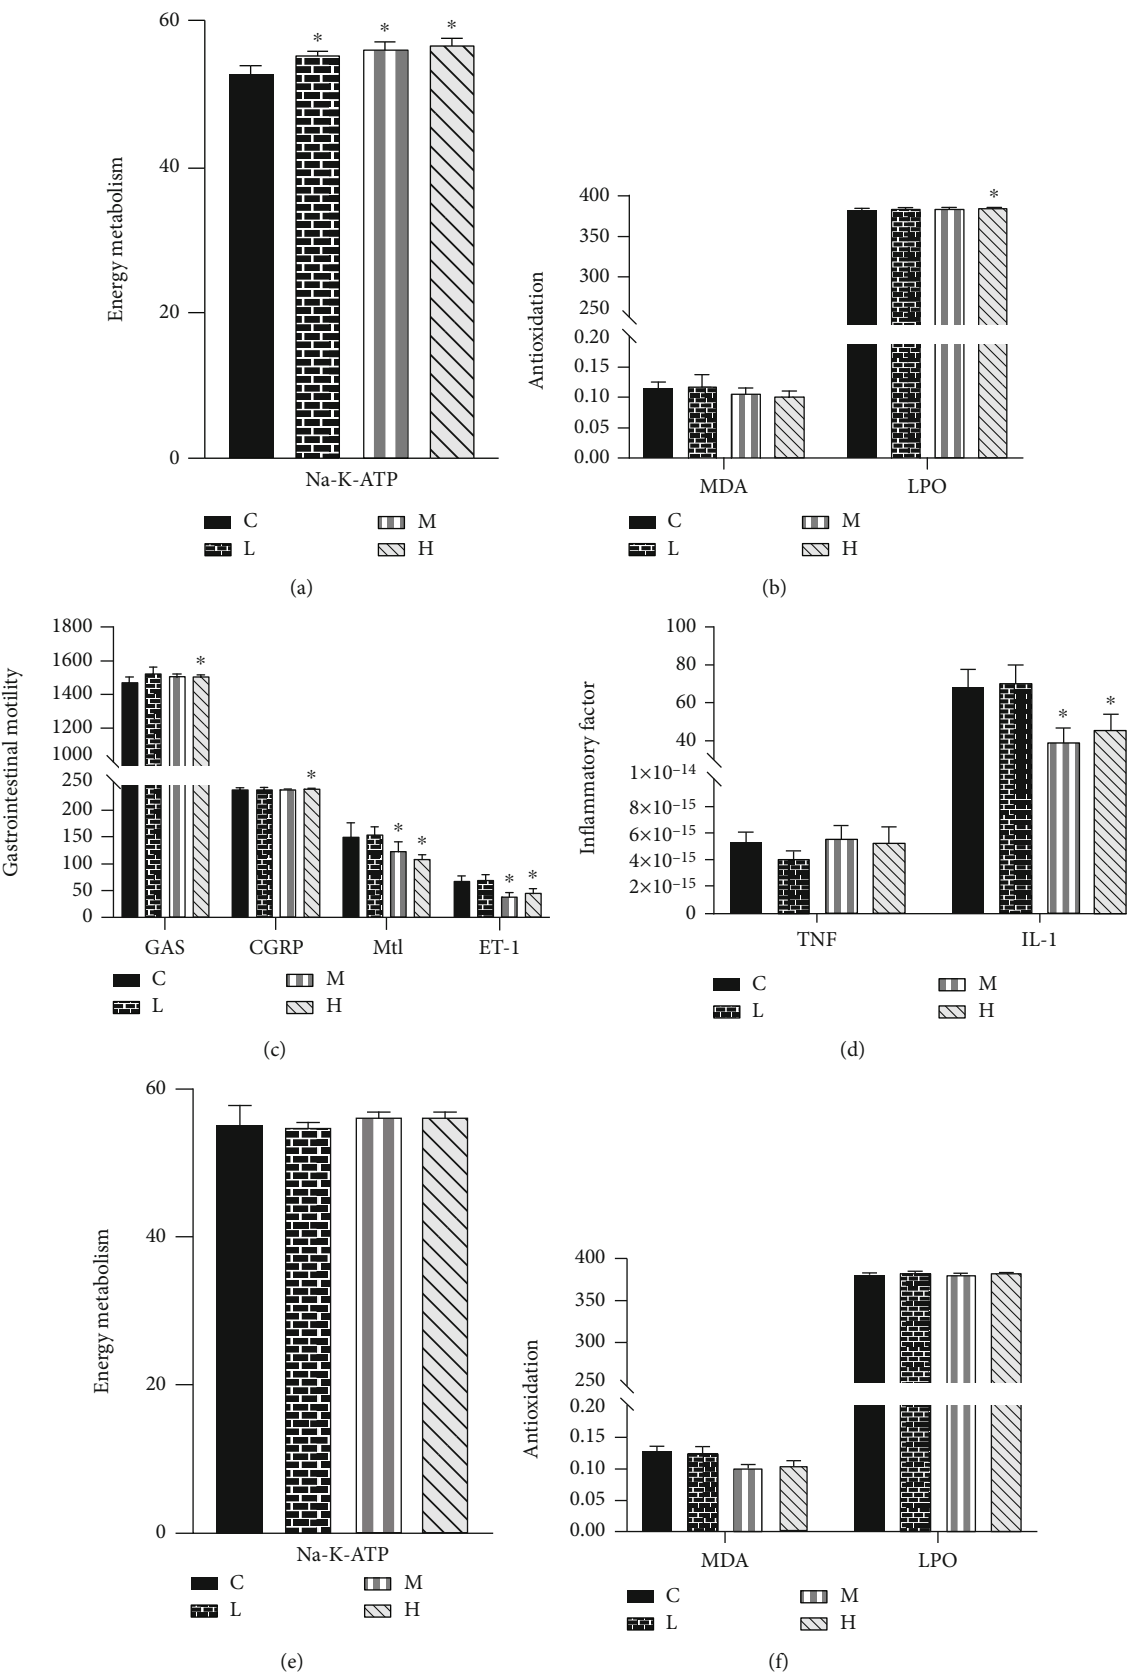 Energy metabolism
60
40
20
0
* * *
Na-K-ATP
C M
L H
(a)
Antioxidation
400
350
300
250
0.20
0.15
0.10
0.05
0.00
*
MDA LPO
C M
L H
(b)
Gastrointestinal motility
1800
1600
1400
1200
1000
250
200
150
100
50
0
* * * * * *
GAS CGRP Mtl ET-1
C M
L H
(c)
Inflammatory factor
100
80
60
40
1×10⁻¹⁴
8×10⁻¹⁵
6×10⁻¹⁵
4×10⁻¹⁵
2×10⁻¹⁵
0
* *
TNF IL-1
C M
L H
(d)
Energy metabolism
60
40
20
0
Na-K-ATP
C M
L H
(e)
Antioxidation
400
350
300
250
0.20
0.15
0.10
0.05
0.00
MDA LPO
C M
L H
(f)